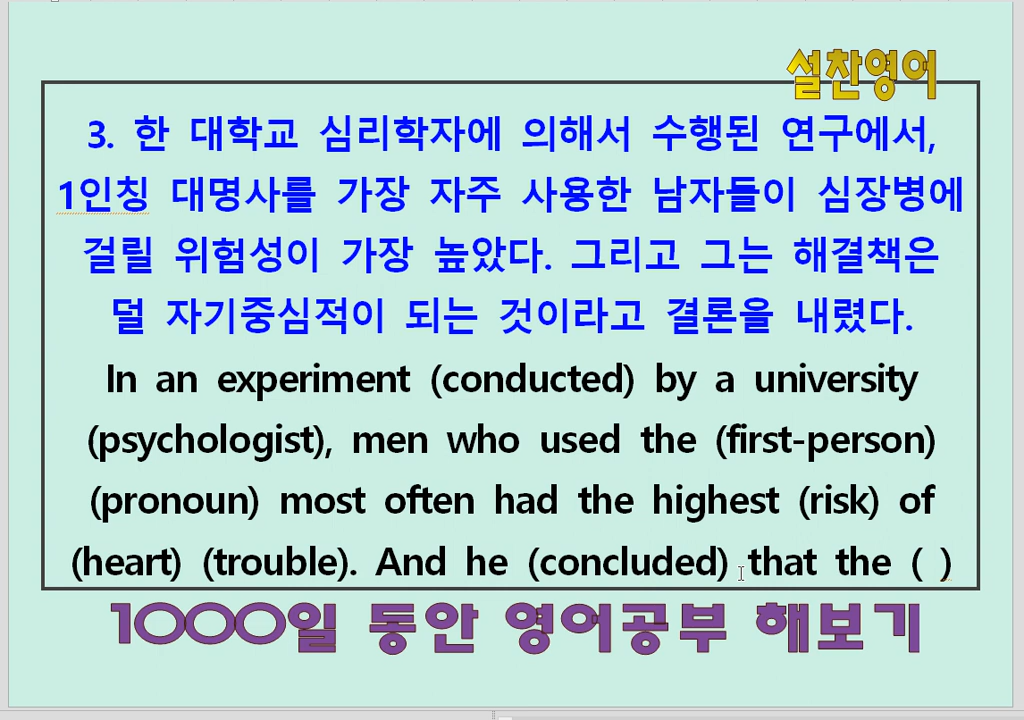 설찬영어
3. 한 대학교 심리학자에 의해서 수행된 연구에서,
1인칭 대명사를 가장 자주 사용한 남자들이 심장병에
걸릴 위험성이 가장 높았다. 그리고 그는 해결책은
덜 자기중심적이 되는 것이라고 결론을 내렸다.
In an experiment (conducted) by a university
(psychologist), men who used the (first-person)
(pronoun) most often had the highest (risk) of
(heart) (trouble). And he (concluded) that the ( )
1000일 동안 영어공부 해보기